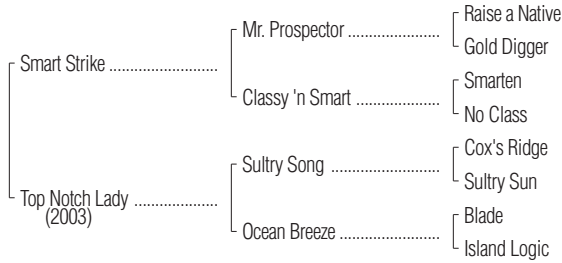 Raise a Native
Mr. Prospector ....................
Gold Digger
Smart Strike .......................
Smarten
Classy 'n Smart ..................
No Class
Cox's Ridge
Sultry Song ........................
Sultry Sun
Top Notch Lady ..................
(2003)
Blade
Ocean Breeze ......................
Island Logic